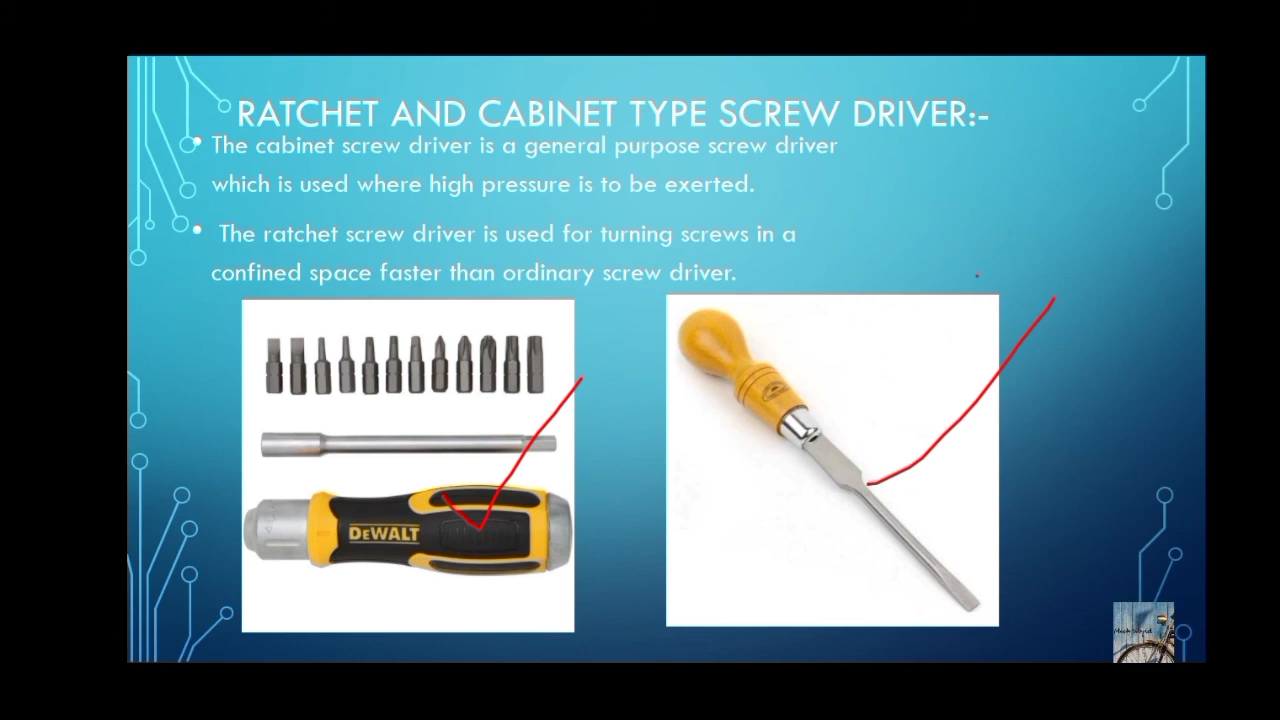 RATCHET AND CABINET TYPE SCREW DRIVER:-
• The cabinet screw driver is a general purpose screw driver
which is used where high pressure is to be exerted.
• The ratchet screw driver is used for turning screws in a
confined space faster than ordinary screw driver.
DEWALT